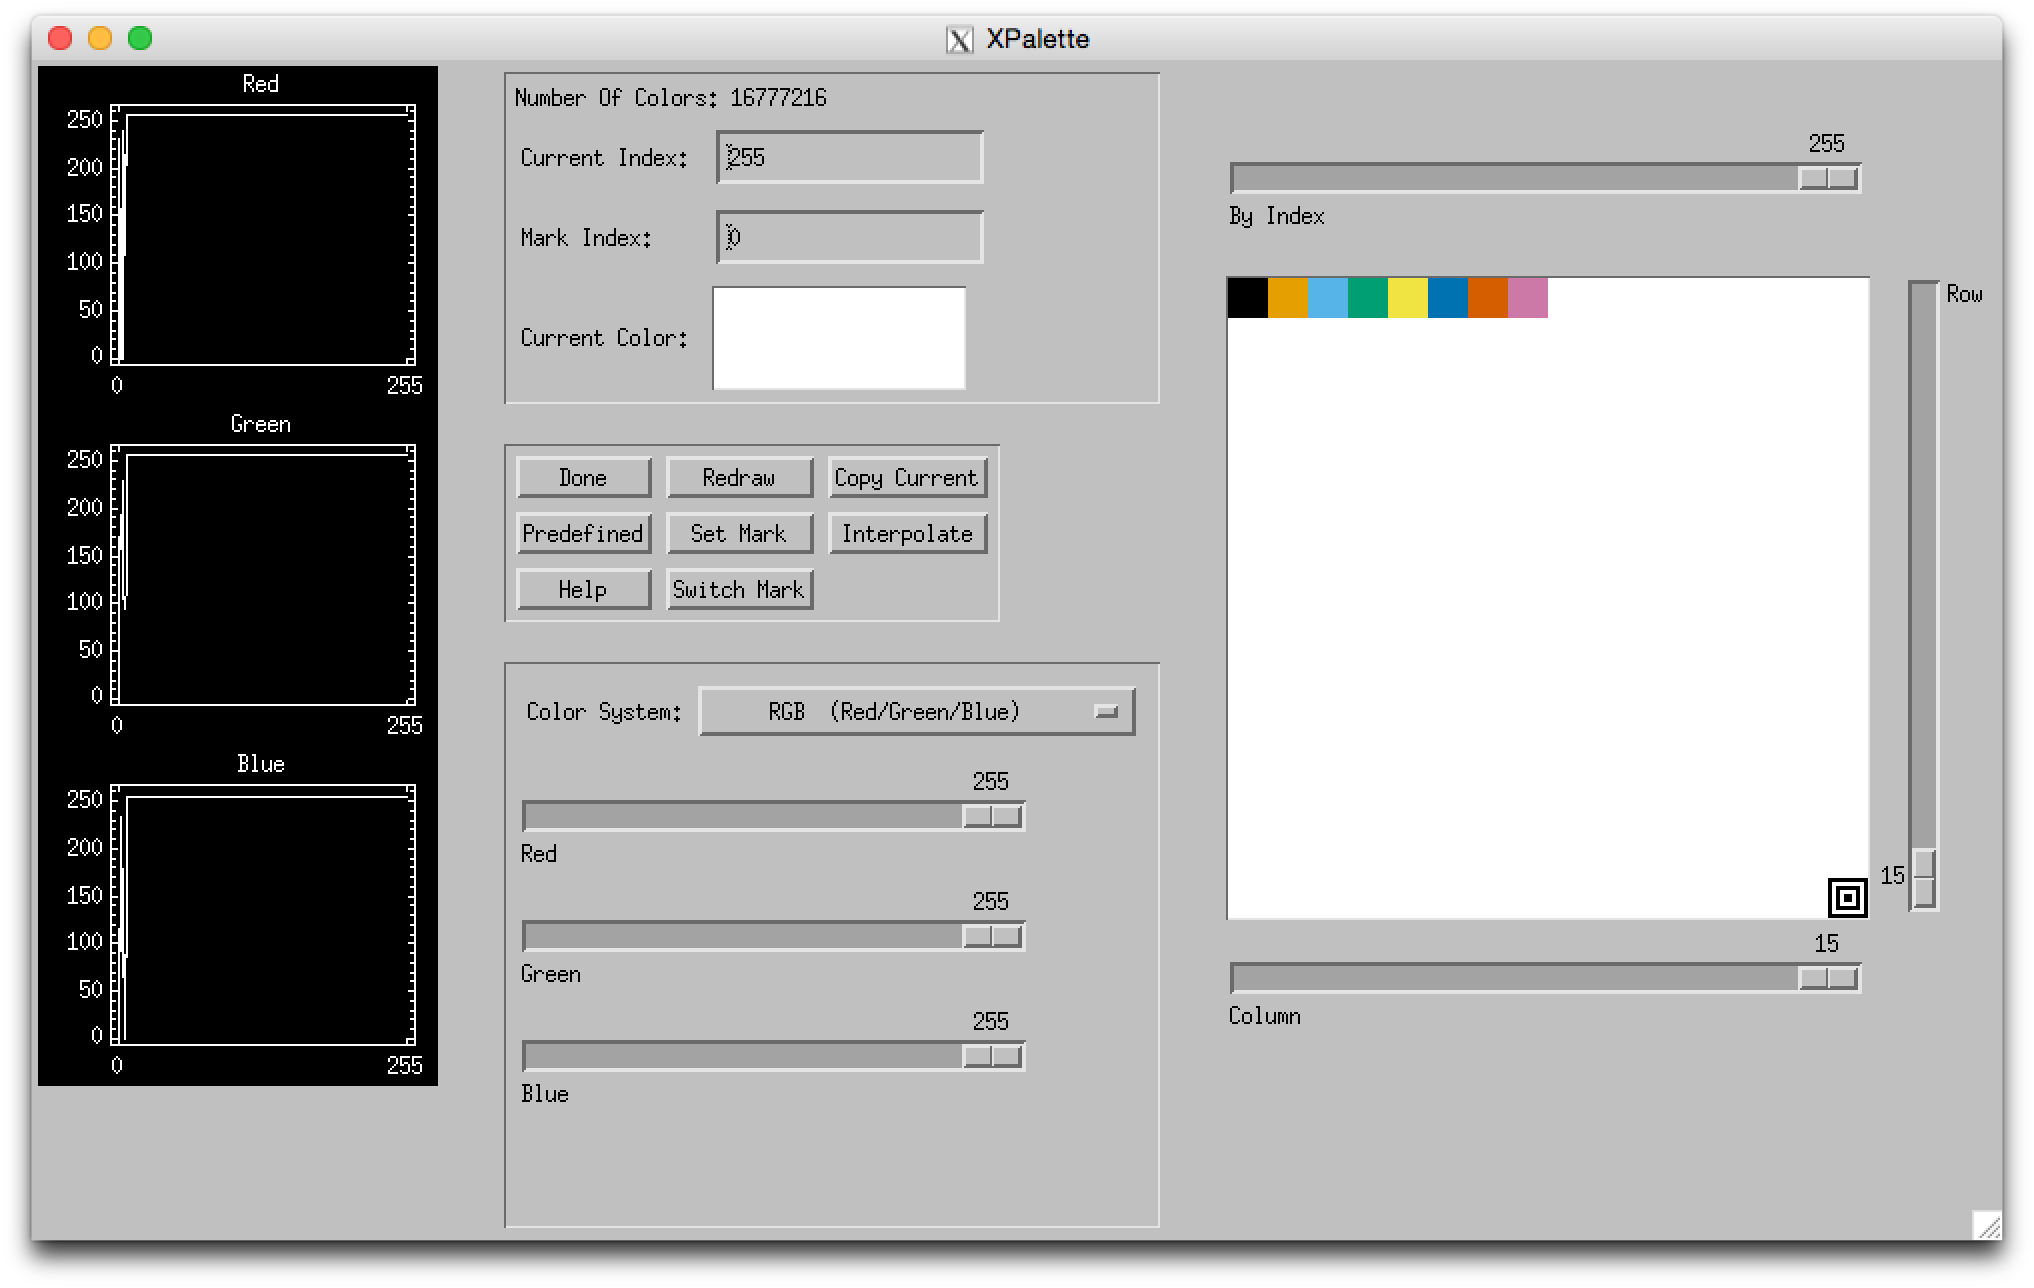 XPalette
Red
250
200
150
100
50
0
0 255
Green
250
200
150
100
50
0
0 255
Blue
250
200
150
100
50
0
0 255
Number Of Colors: 16777216
Current Index: 255
Mark Index: 0
Current Color:
Done Redraw Copy Current
Predefined Set Mark Interpolate
Help Switch Mark
Color System: RGB (Red/Green/Blue)
255
Red
255
Green
255
Blue
255
By Index
Row
15
15
Column